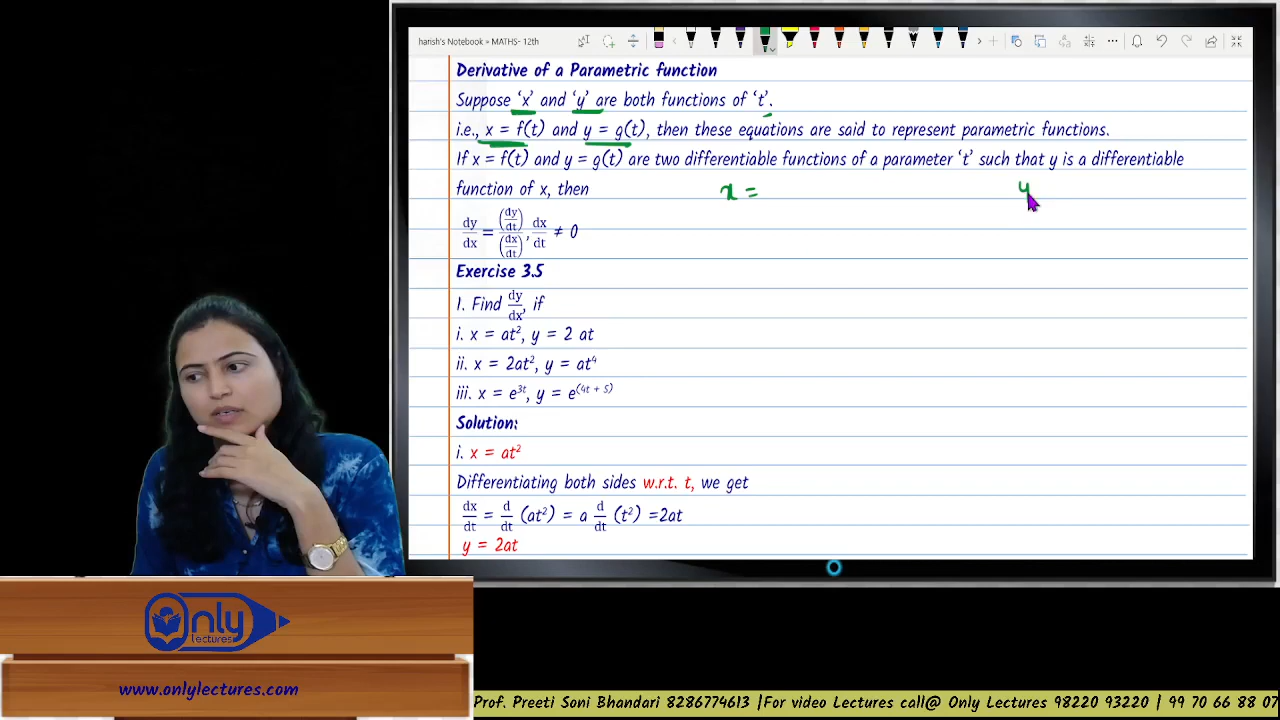 harish's Notebook » MATHS- 12th
Derivative of a Parametric function
Suppose ‘x’ and ‘y’ are both functions of ‘t’.
i.e., x = f(t) and y = g(t), then these equations are said to represent parametric functions.
If x = f(t) and y = g(t) are two differentiable functions of a parameter ‘t’ such that y is a differentiable
function of x, then
x =
y
dy/dx = (dy/dt)/(dx/dt), dx/dt ≠ 0
Exercise 3.5
1. Find dy/dx, if
i. x = at², y = 2 at
ii. x = 2at², y = at⁴
iii. x = e³ᵗ, y = e⁽⁴ᵗ ⁺ ⁵⁾
Solution:
i. x = at²
Differentiating both sides w.r.t. t, we get
dx/dt = d/dt (at²) = a d/dt (t²) =2at
y = 2at
Only
lectures
www.onlylectures.com
Prof. Preeti Soni Bhandari 8286774613 |For video Lectures call@ Only Lectures 98220 93220 | 99 70 66 88 07